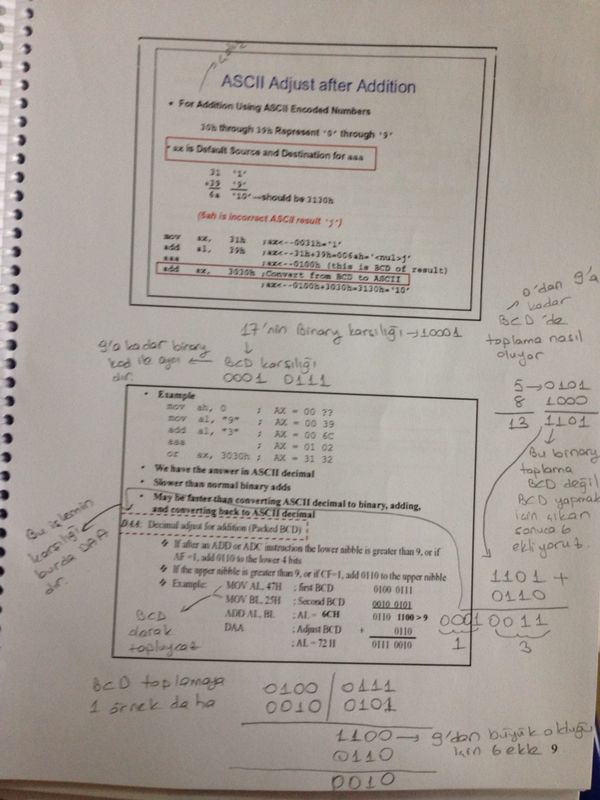 ASCII Adjust after Addition
• For Addition Using ASCII Encoded Numbers
30h through 39h Represent '0' through '9'
• ax is Default Source and Destination for aaa
31 '1'
+39 '9'
6a '10'→should be 3130h
(6ah is incorrect ASCII result 'j')
mov ax, 31h ;ax<--0031h='1'
add al, 39h ;ax<--31h+39h=006ah='<nul>j'
aaa ;ax<--0100h (this is BCD of result)
add ax, 3030h ;Convert from BCD to ASCII
;ax<--0100h+3030h=3130h='10'
17'nin Binary karşılığı → 10001
↓
BCD karşılığı
0001 0111
9'a kadar binary
kod ile aynı
dır.
0'dan 9'a
kadar
BCD'de
toplama nasıl
oluyor
5 → 0101
8 1000
13 1101
Bu binary
toplama
BCD değil
BCD yapmak
için çıkan
sonuca 6
ekliyoruz.
1101 +
0110
0001 0011
1 3
• Example
mov ah, 0 ; AX = 00 ??
mov al, "9" ; AX = 00 39
add al, "3" ; AX = 00 6C
aaa ; AX = 01 02
or ax, 3030h ; AX = 31 32
• We have the answer in ASCII decimal
• Slower than normal binary adds
• May be faster than converting ASCII decimal to binary, adding,
and converting back to ASCII decimal
DAA: Decimal adjust for addition (Packed BCD)
❖ If after an ADD or ADC instruction the lower nibble is greater than 9, or if
AF =1, add 0110 to the lower 4 bits
❖ If the upper nibble is greater than 9, or if CF=1, add 0110 to the upper nibble
❖ Example: MOV AL, 47H ; first BCD 0100 0111
MOV BL, 25H ; Second BCD 0010 0101
ADD AL, BL ; AL = 6CH 0110 1100 > 9
DAA ; Adjust BCD + 0110
; AL = 72 H 0111 0010
Bu işlemin
karşılığı
burda DAA
dır.
BCD
olarak
BCD toplamaya
1 örnek daha
0100 0111
0010 0101
1100 → 9'dan büyük olduğu
0110 için 6 ekle 9
0010